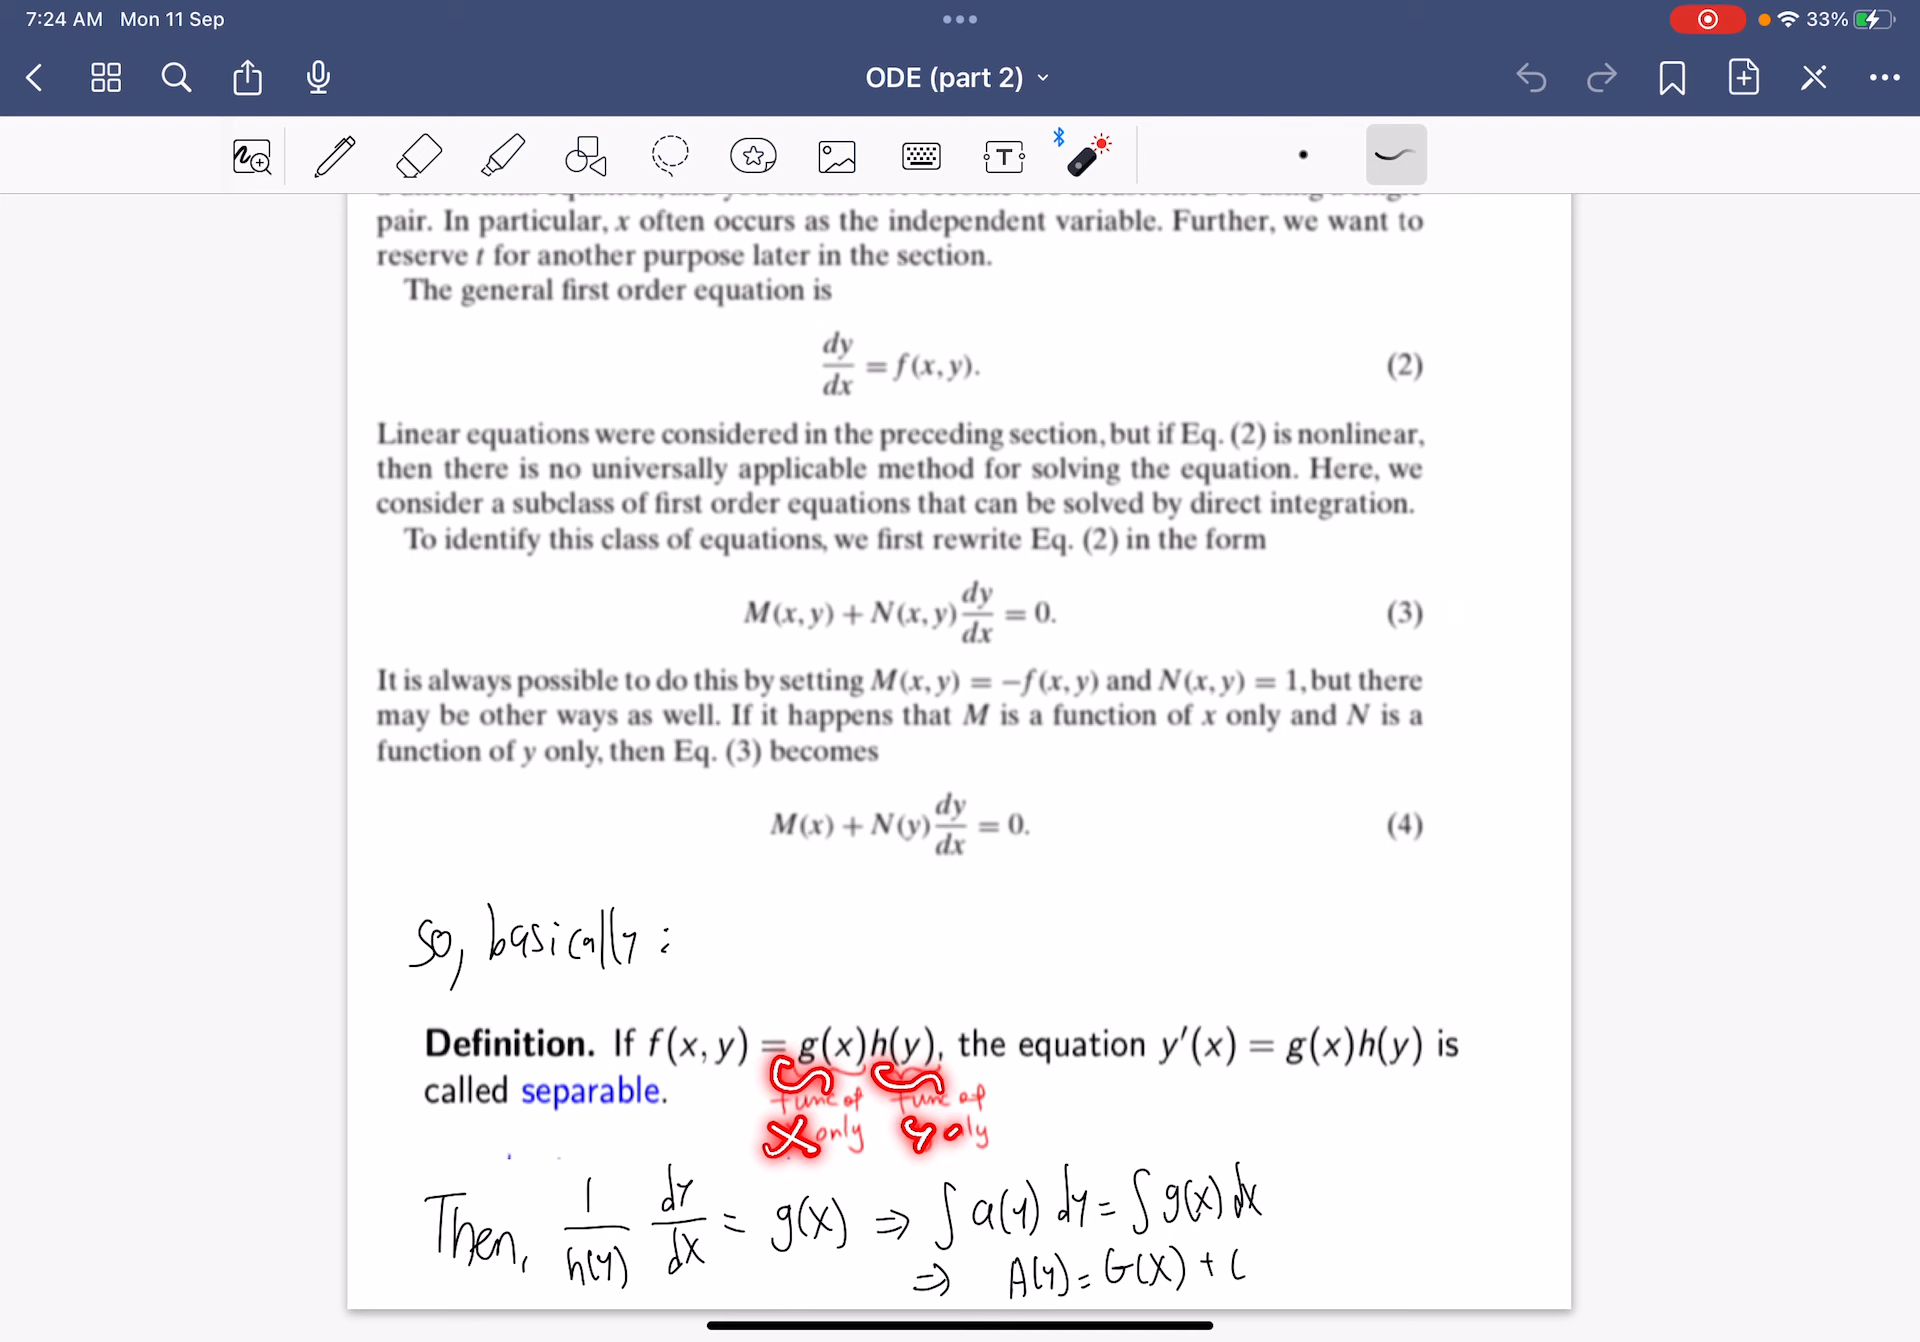 7:24 AM Mon 11 Sep
33%
ODE (part 2)
pair. In particular, x often occurs as the independent variable. Further, we want to
reserve t for another purpose later in the section.
The general first order equation is
dy/dx = f(x, y). (2)
Linear equations were considered in the preceding section, but if Eq. (2) is nonlinear,
then there is no universally applicable method for solving the equation. Here, we
consider a subclass of first order equations that can be solved by direct integration.
To identify this class of equations, we first rewrite Eq. (2) in the form
M(x, y) + N(x, y) dy/dx = 0. (3)
It is always possible to do this by setting M(x, y) = −f(x, y) and N(x, y) = 1, but there
may be other ways as well. If it happens that M is a function of x only and N is a
function of y only, then Eq. (3) becomes
M(x) + N(y) dy/dx = 0. (4)
So, basically :
Definition. If f(x, y) = g(x)h(y), the equation y′(x) = g(x)h(y) is
called separable.
func of func of
x only y only
Then, 1/h(y) dy/dx = g(x) ⇒ ∫ a(y) dy = ∫ g(x) dx
⇒ A(y) = G(x) + C